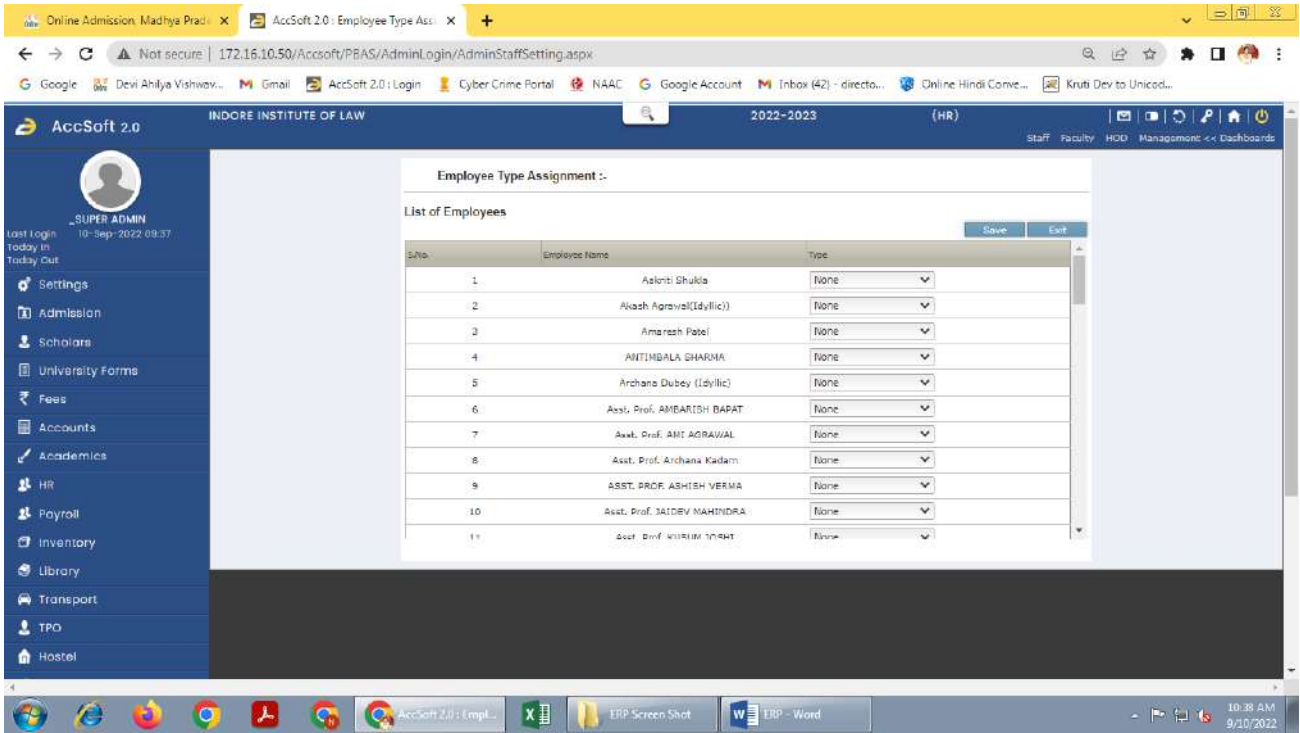 Online Admission, Madhya Prad
AccSoft 2.0 : Employee Type Ass
Not secure | 172.16.10.50/Accsoft/PBAS/AdminLogin/AdminStaffSetting.aspx
Google Devi Ahilya Vishwav... Gmail AccSoft 2.0 : Login Cyber Crime Portal NAAC Google Account Inbox (42) - directo... Online Hindi Conve... Kruti Dev to Unicod...
AccSoft 2.0
INDORE INSTITUTE OF LAW 2022-2023 (HR)
Staff Faculty HOD Management << Dashboards
_SUPER ADMIN
Last Login 10-Sep-2022 09:37
Today In
Today Out
Settings
Admission
Scholars
University Forms
Fees
Accounts
Academics
HR
Payroll
Inventory
Library
Transport
TPO
Hostel
Employee Type Assignment :-
List of Employees
Save Exit
S.No. Employee Name Type
1 Aakriti Shukla None
2 Akash Agrawal(Idyllic)) None
3 Amaresh Patel None
4 ANTIMBALA SHARMA None
5 Archana Dubey (Idyllic) None
6 Asst. Prof. AMBARISH BAPAT None
7 Asst. Prof. AMI AGRAWAL None
8 Asst. Prof. Archana Kadam None
9 ASST. PROF. ASHISH VERMA None
10 Asst. Prof. JAIDEV MAHINDRA None
11 Asst. Prof. KUSUM JOSHI None
AccSoft 2.0 : Empl... ERP Screen Shot ERP - Word
10:38 AM
9/10/2022